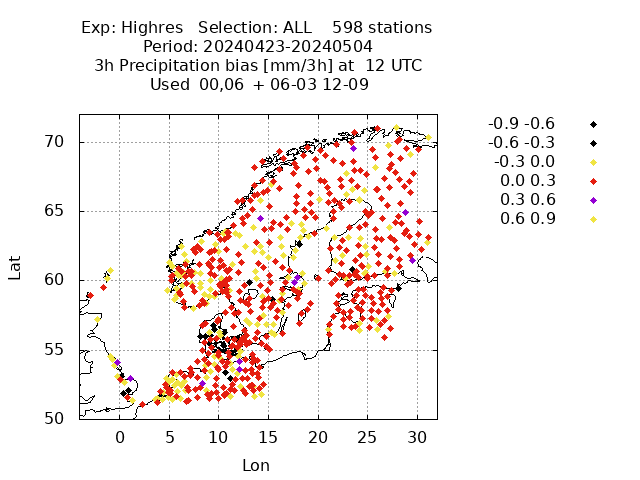 Exp: Highres   Selection: ALL    598 stations
Period: 20240423-20240504
3h Precipitation bias [mm/3h] at  12 UTC
Used  00,06  + 06-03 12-09
-0.9 -0.6
-0.6 -0.3
-0.3 0.0
0.0 0.3
0.3 0.6
0.6 0.9
70
65
60
55
50
Lat
0 5 10 15 20 25 30
Lon